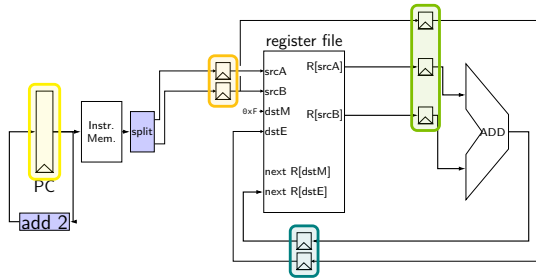 register file
srcA
srcB
dstM
dstE
0xF
R[srcA]
R[srcB]
next R[dstM]
next R[dstE]
Instr.
Mem.
split
PC
add 2
ADD